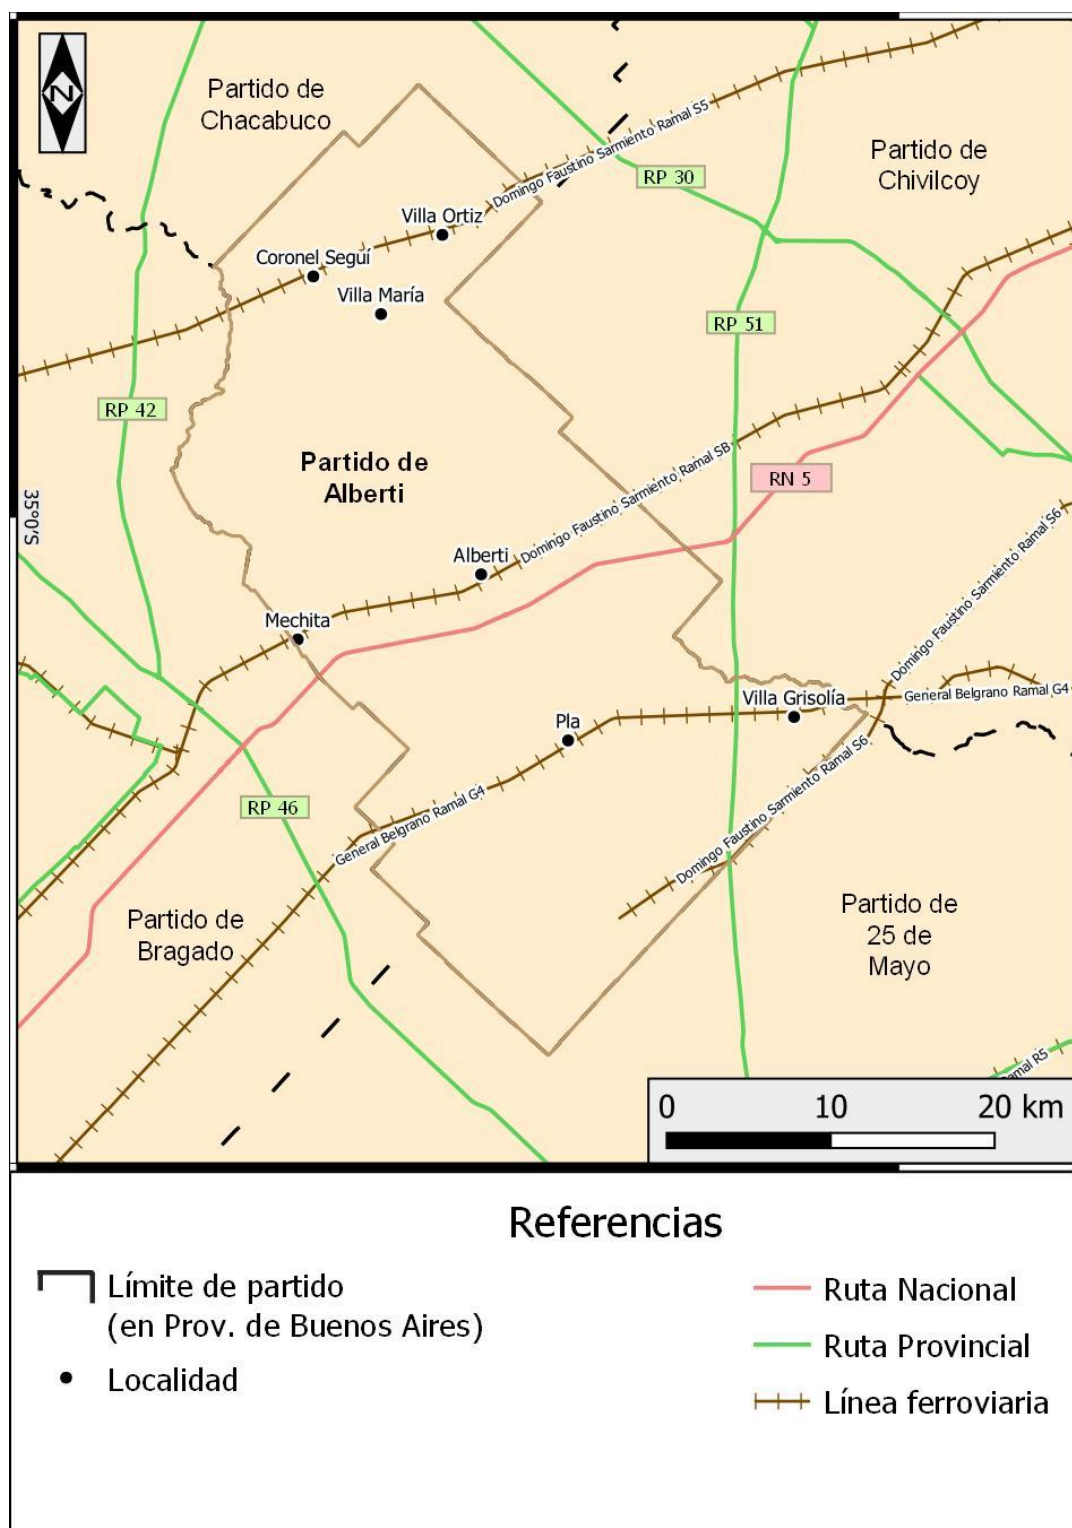 N
Partido de
Chacabuco
Domingo Faustino Sarmiento Ramal S5
Partido de
Chivilcoy
RP 30
Villa Ortiz
Coronel Seguí
Villa María
RP 51
RP 42
Partido de
Alberti
Domingo Faustino Sarmiento Ramal SB
RN 5
35°0'S
Alberti
Domingo Faustino Sarmiento Ramal S6
Mechita
General Belgrano Ramal G4
Villa Grisolía
Pla
Domingo Faustino Sarmiento Ramal S6
RP 46
General Belgrano Ramal G4
Partido de
Bragado
Partido de
25 de
Mayo
Ramal R5
0 10 20 km
Referencias
Límite de partido
(en Prov. de Buenos Aires)
Localidad
Ruta Nacional
Ruta Provincial
Línea ferroviaria